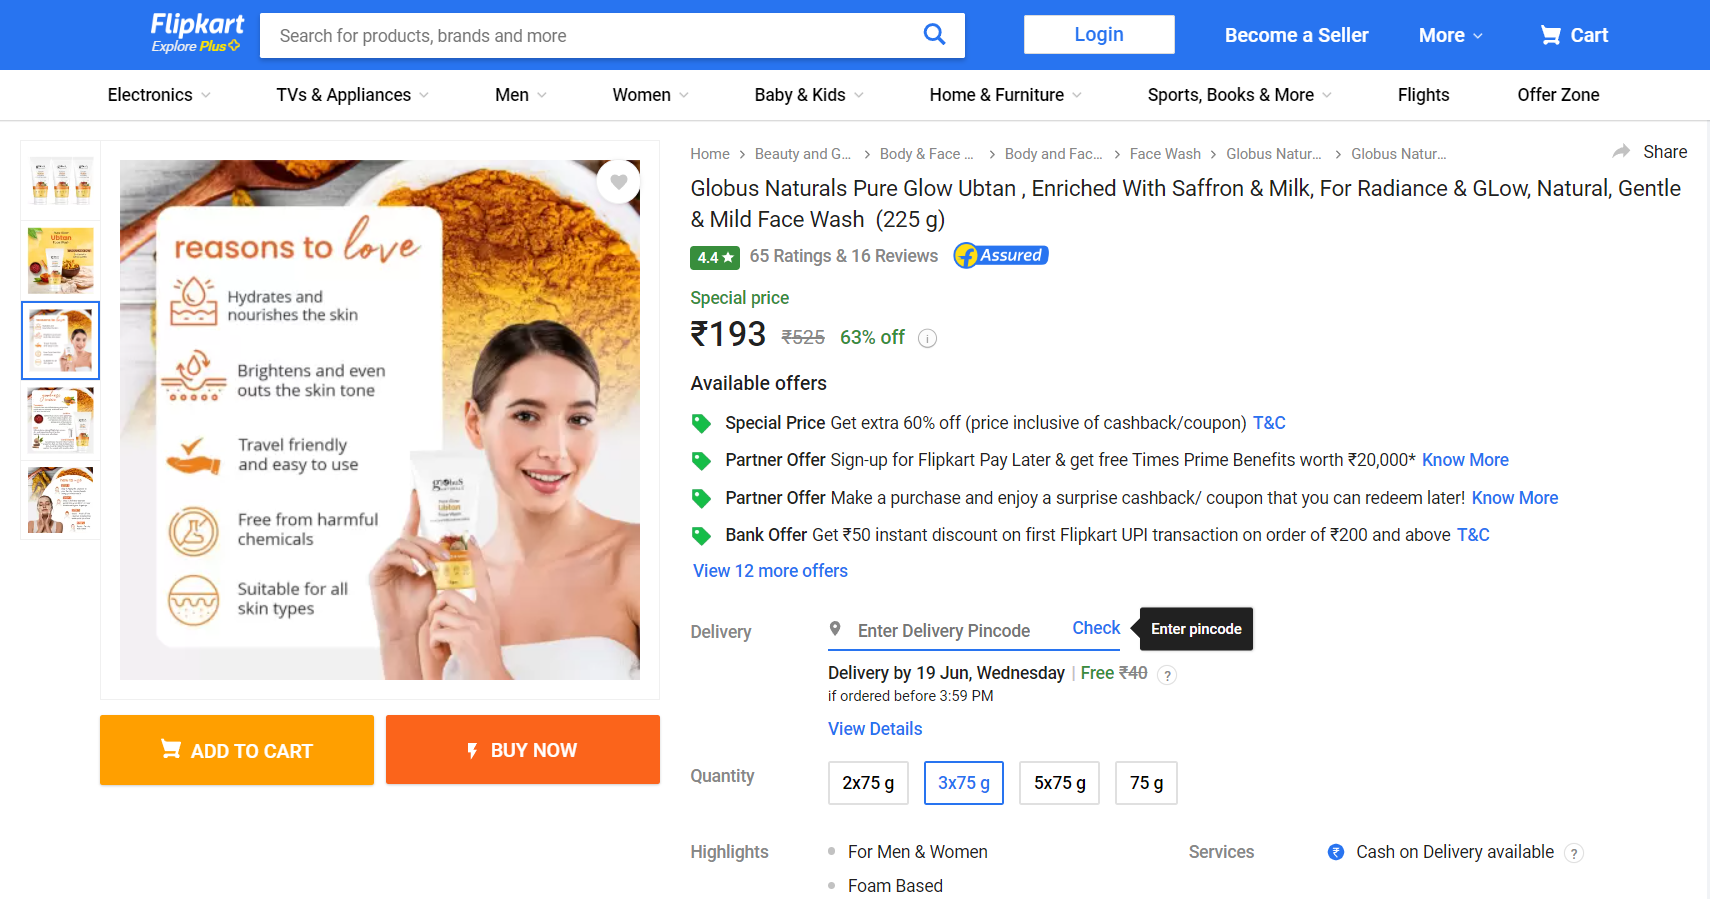 Flipkart
Explore Plus
Search for products, brands and more
Login
Become a Seller
More
Cart
Electronics
TVs & Appliances
Men
Women
Baby & Kids
Home & Furniture
Sports, Books & More
Flights
Offer Zone
reasons to love
Hydrates and
nourishes the skin
Brightens and even
outs the skin tone
Travel friendly
and easy to use
Free from harmful
chemicals
Suitable for all
skin types
globus
Ubtan
Face Wash
ADD TO CART
BUY NOW
Home > Beauty and G... > Body & Face ... > Body and Fac... > Face Wash > Globus Natur... > Globus Natur...
Share
Globus Naturals Pure Glow Ubtan , Enriched With Saffron & Milk, For Radiance & GLow, Natural, Gentle
& Mild Face Wash (225 g)
4.4★ 65 Ratings & 16 Reviews Assured
Special price
₹193 ₹525 63% off i
Available offers
Special Price Get extra 60% off (price inclusive of cashback/coupon) T&C
Partner Offer Sign-up for Flipkart Pay Later & get free Times Prime Benefits worth ₹20,000* Know More
Partner Offer Make a purchase and enjoy a surprise cashback/ coupon that you can redeem later! Know More
Bank Offer Get ₹50 instant discount on first Flipkart UPI transaction on order of ₹200 and above T&C
View 12 more offers
Delivery
Enter Delivery Pincode
Check
Enter pincode
Delivery by 19 Jun, Wednesday | Free ₹40 ?
if ordered before 3:59 PM
View Details
Quantity
2x75 g
3x75 g
5x75 g
75 g
Highlights
For Men & Women
Foam Based
Services
₹ Cash on Delivery available ?